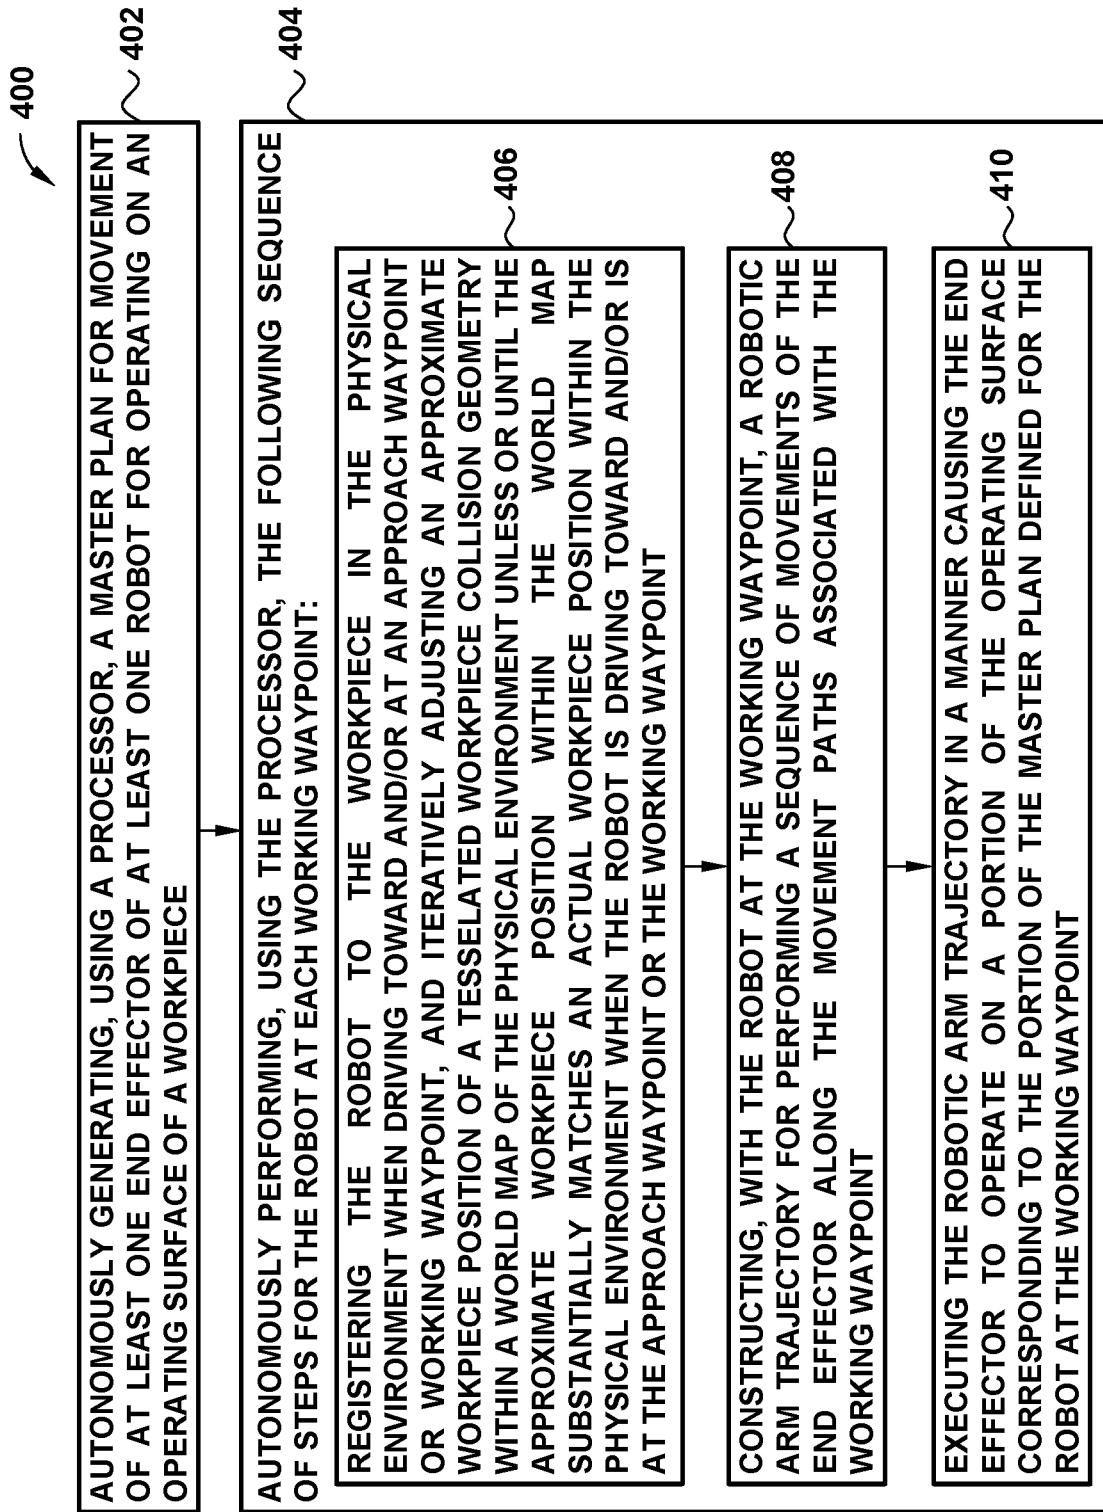 400
AUTONOMOUSLY GENERATING, USING A PROCESSOR, A MASTER PLAN FOR MOVEMENT
OF AT LEAST ONE END EFFECTOR OF AT LEAST ONE ROBOT FOR OPERATING ON AN
OPERATING SURFACE OF A WORKPIECE
402
AUTONOMOUSLY PERFORMING, USING THE PROCESSOR, THE FOLLOWING SEQUENCE
OF STEPS FOR THE ROBOT AT EACH WORKING WAYPOINT:
404
REGISTERING THE ROBOT TO THE WORKPIECE IN THE PHYSICAL
ENVIRONMENT WHEN DRIVING TOWARD AND/OR AT AN APPROACH WAYPOINT
OR WORKING WAYPOINT, AND ITERATIVELY ADJUSTING AN APPROXIMATE
WORKPIECE POSITION OF A TESSELATED WORKPIECE COLLISION GEOMETRY
WITHIN A WORLD MAP OF THE PHYSICAL ENVIRONMENT UNLESS OR UNTIL THE
APPROXIMATE WORKPIECE POSITION WITHIN THE WORLD MAP
SUBSTANTIALLY MATCHES AN ACTUAL WORKPIECE POSITION WITHIN THE
PHYSICAL ENVIRONMENT WHEN THE ROBOT IS DRIVING TOWARD AND/OR IS
AT THE APPROACH WAYPOINT OR THE WORKING WAYPOINT
406
CONSTRUCTING, WITH THE ROBOT AT THE WORKING WAYPOINT, A ROBOTIC
ARM TRAJECTORY FOR PERFORMING A SEQUENCE OF MOVEMENTS OF THE
END EFFECTOR ALONG THE MOVEMENT PATHS ASSOCIATED WITH THE
WORKING WAYPOINT
408
EXECUTING THE ROBOTIC ARM TRAJECTORY IN A MANNER CAUSING THE END
EFFECTOR TO OPERATE ON A PORTION OF THE OPERATING SURFACE
CORRESPONDING TO THE PORTION OF THE MASTER PLAN DEFINED FOR THE
ROBOT AT THE WORKING WAYPOINT
410